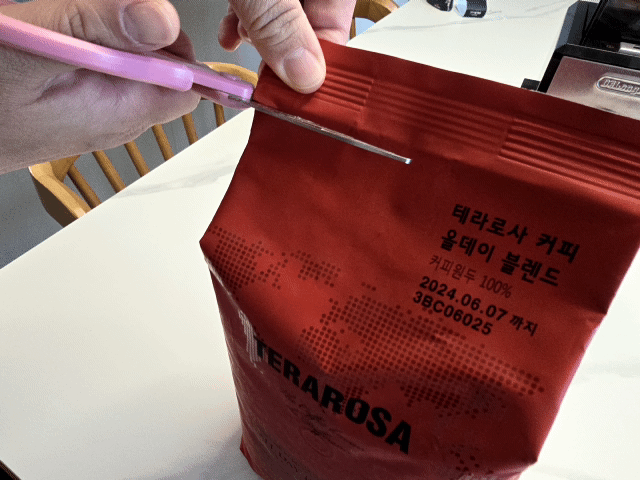 테라로사 커피
올데이 블렌드
커피원두 100%
2024.06.07 까지
3BC06025
TERAROSA